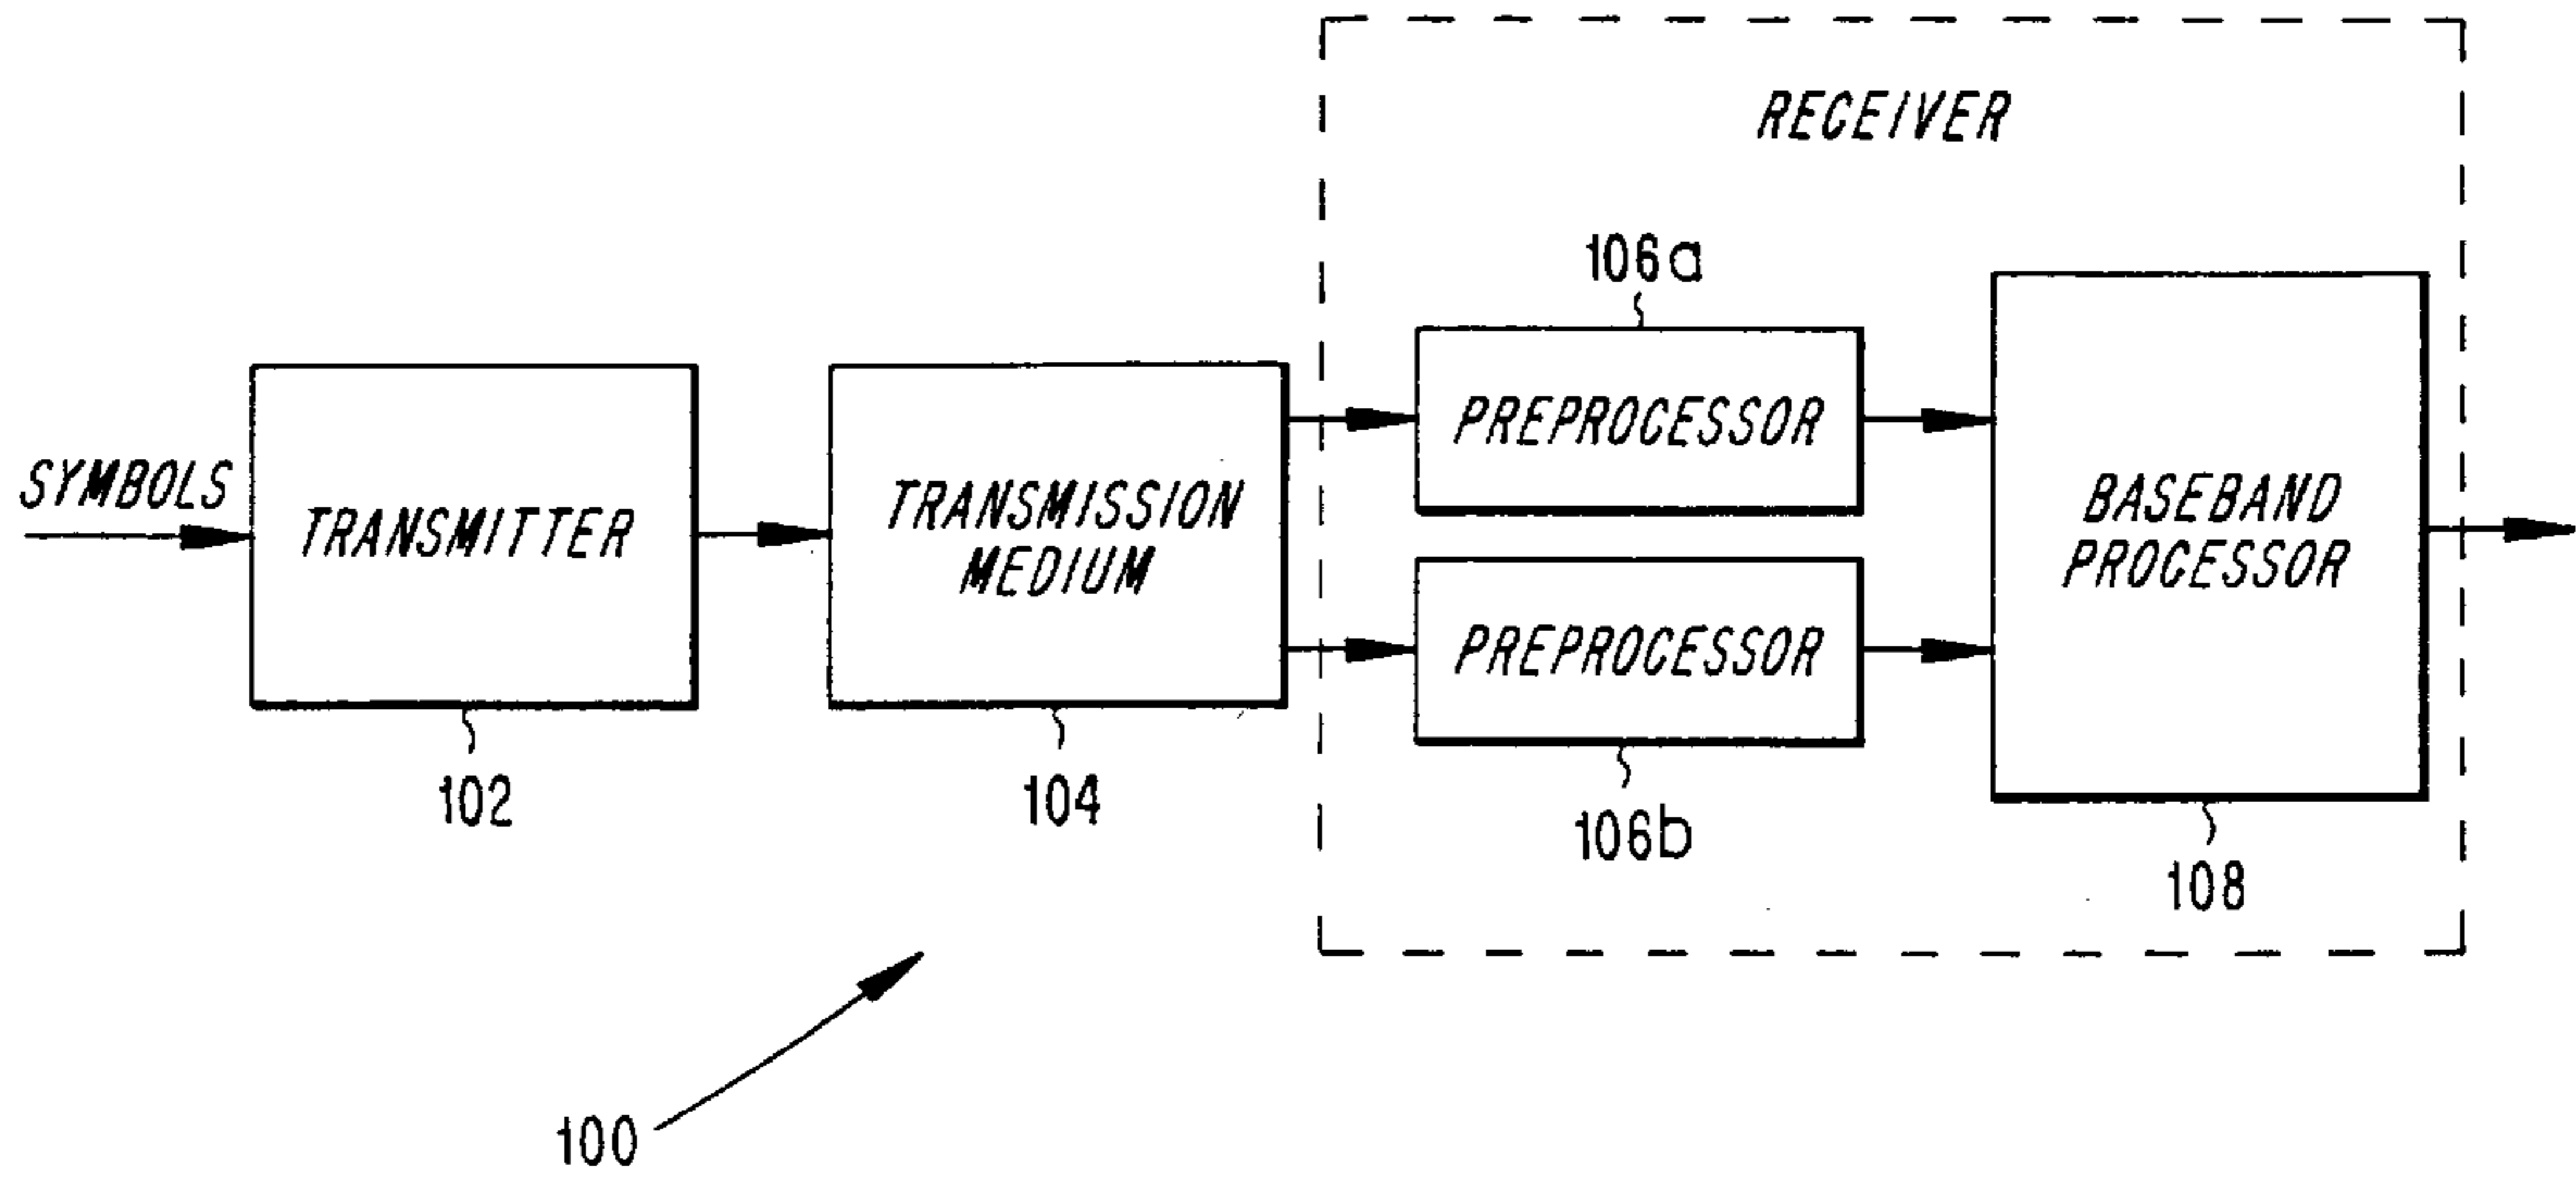 RECEIVER
106a
SYMBOLS
TRANSMITTER
TRANSMISSION
MEDIUM
PREPROCESSOR
PREPROCESSOR
BASEBAND
PROCESSOR
102
104
106b
108
100